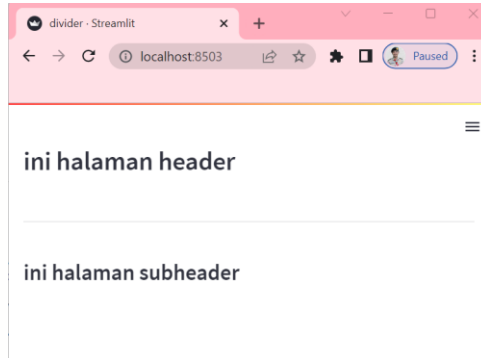 divider · Streamlit
localhost:8503
Paused
ini halaman header
ini halaman subheader